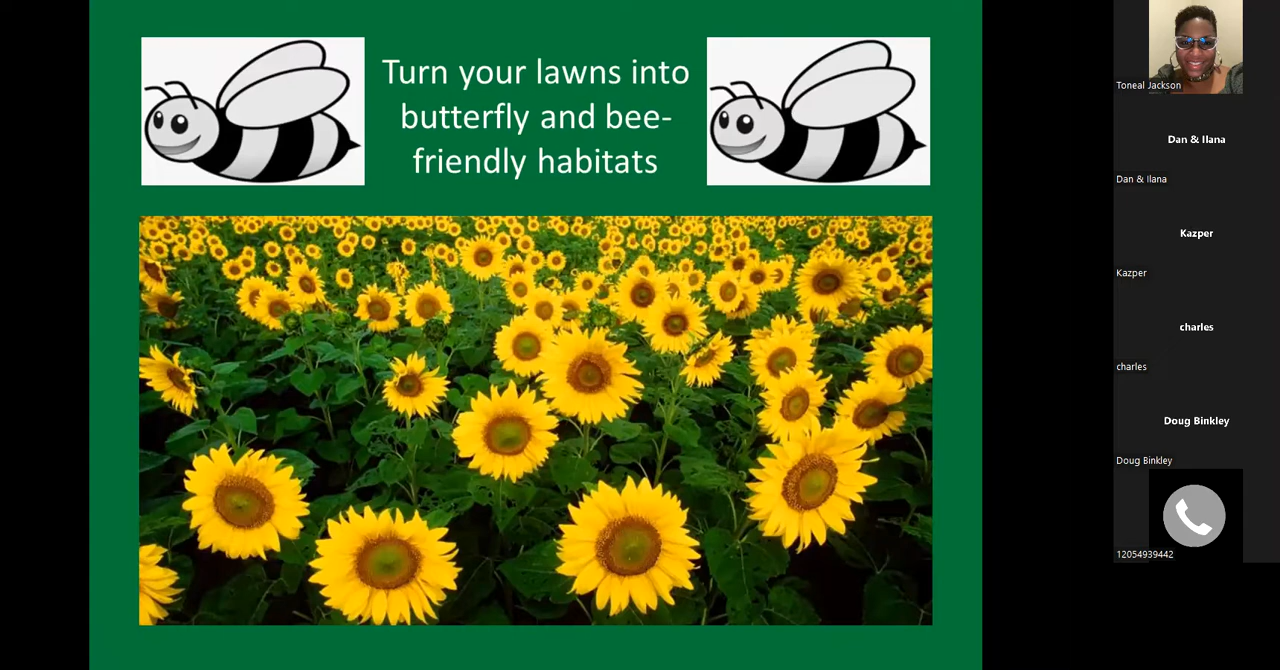 Turn your lawns into
butterfly and bee-
friendly habitats
Toneal Jackson
Dan & Ilana
Dan & Ilana
Kazper
Kazper
charles
charles
Doug Binkley
Doug Binkley
12054939442